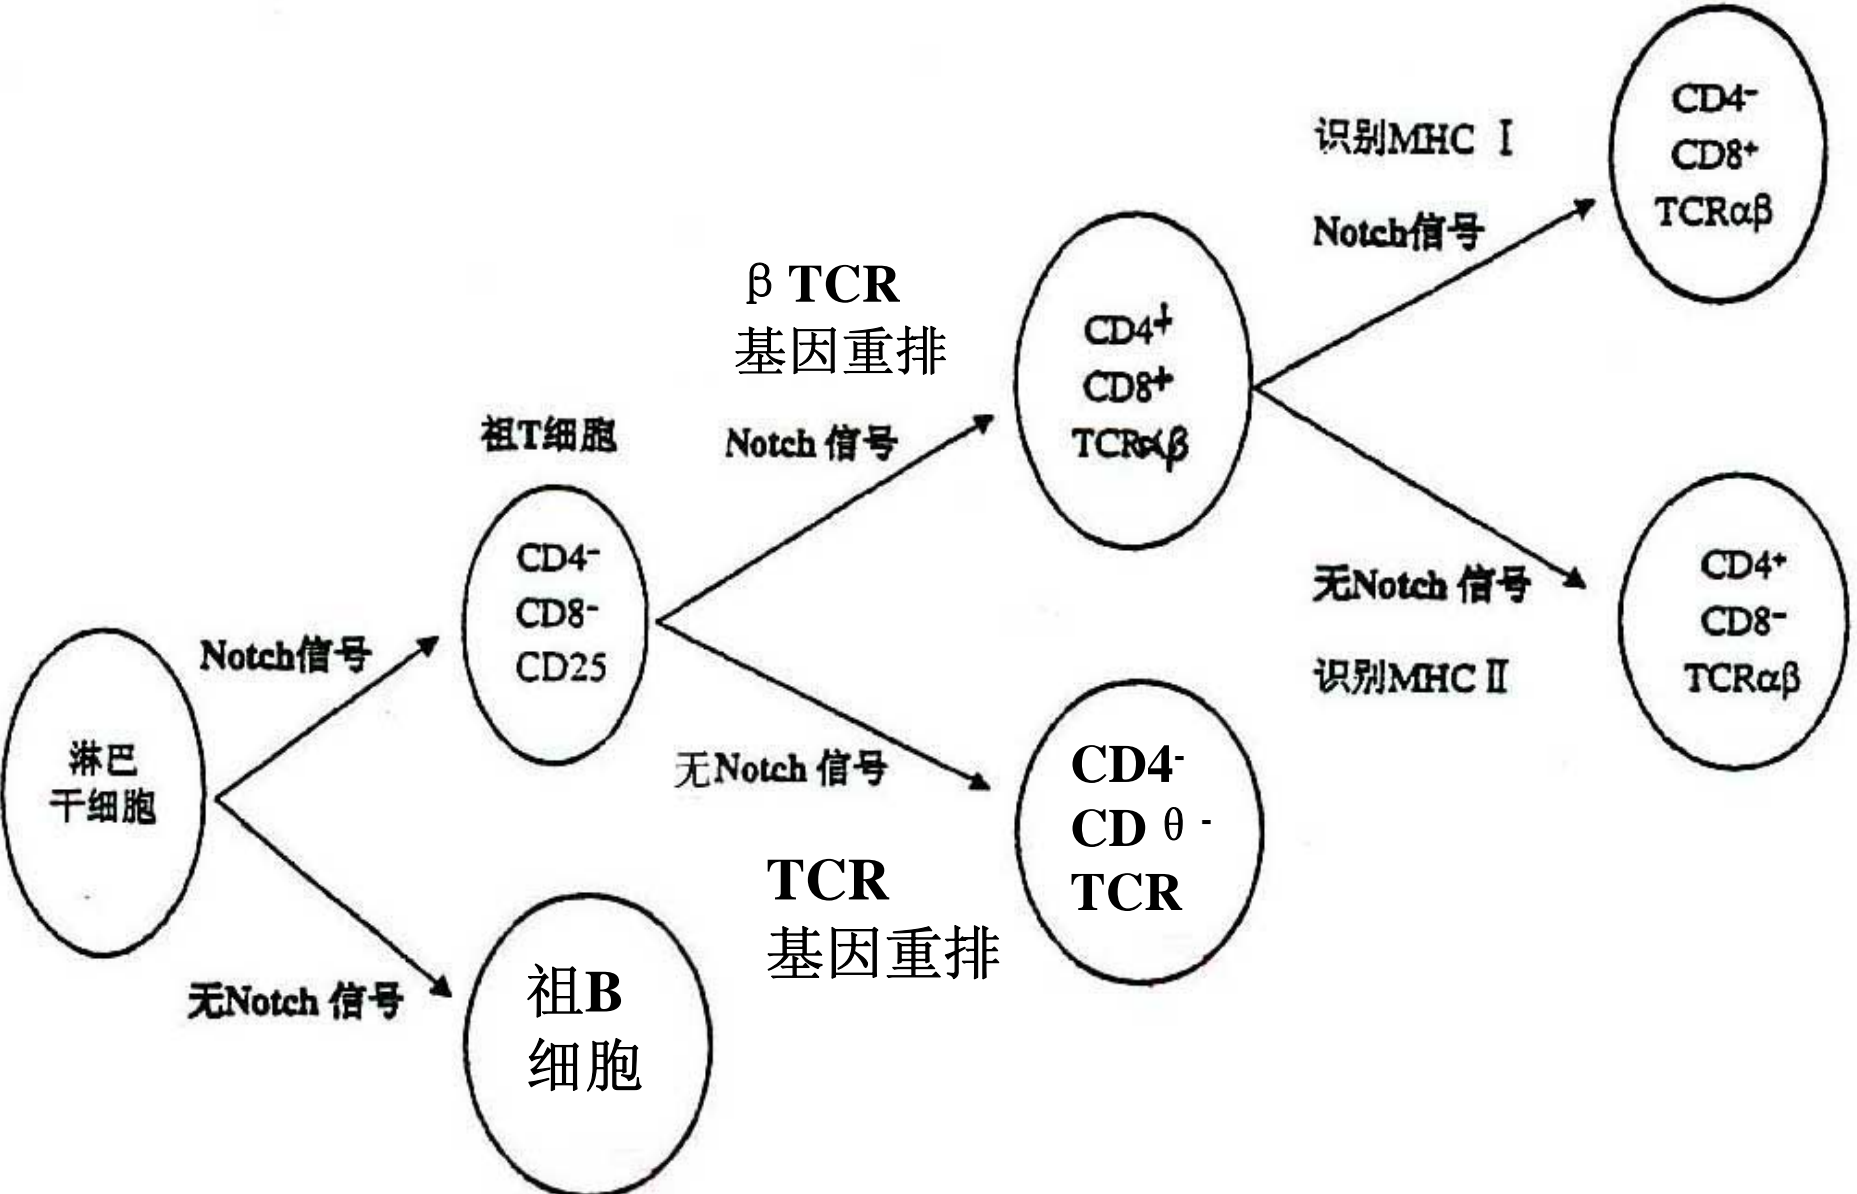 CD4-
CD8+
TCRαβ
识别MHC Ⅰ
Notch信号
β TCR
基因重排
CD4+
CD8+
TCRαβ
祖T细胞
Notch 信号
CD4-
CD8-
CD25
无Notch 信号
识别MHCⅡ
CD4+
CD8-
TCRαβ
Notch信号
淋巴
干细胞
无Notch 信号
CD4-
CD θ -
TCR
TCR
基因重排
无Notch 信号
祖B
细胞